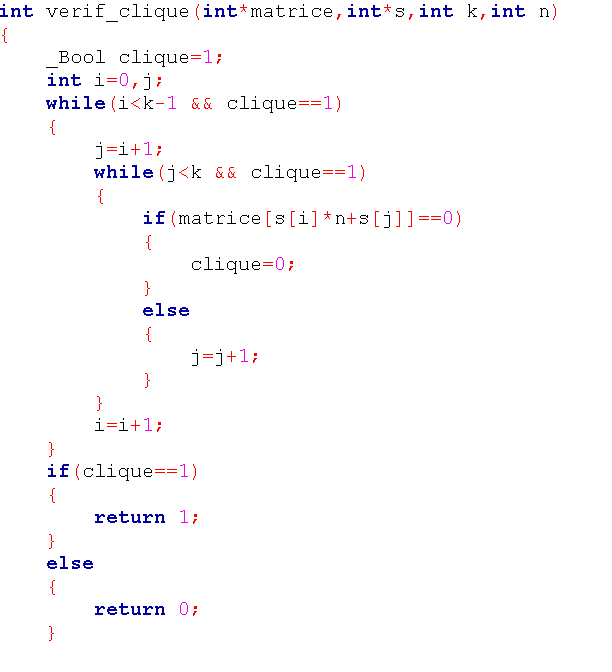 int verif_clique(int*matrice,int*s,int k,int n)
{
    _Bool clique=1;
    int i=0,j;
    while(i<k-1 && clique==1)
    {
        j=i+1;
        while(j<k && clique==1)
        {
            if(matrice[s[i]*n+s[j]]==0)
            {
                clique=0;
            }
            else
            {
                j=j+1;
            }
        }
        i=i+1;
    }
    if(clique==1)
    {
        return 1;
    }
    else
    {
        return 0;
    }